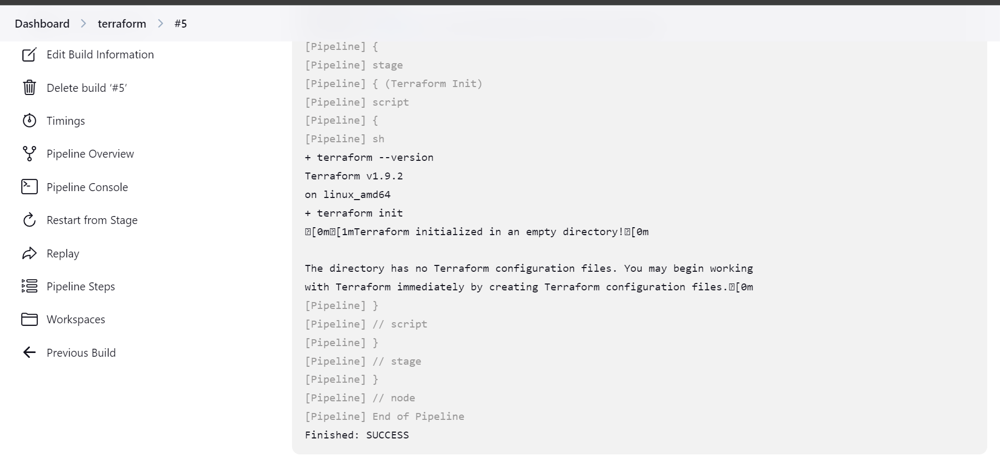 Dashboard > terraform > #5
Edit Build Information
Delete build ‘#5’
Timings
Pipeline Overview
Pipeline Console
Restart from Stage
Replay
Pipeline Steps
Workspaces
Previous Build
[Pipeline] {
[Pipeline] stage
[Pipeline] { (Terraform Init)
[Pipeline] script
[Pipeline] {
[Pipeline] sh
+ terraform --version
Terraform v1.9.2
on linux_amd64
+ terraform init
�[0m�[1mTerraform initialized in an empty directory!�[0m
The directory has no Terraform configuration files. You may begin working
with Terraform immediately by creating Terraform configuration files.�[0m
[Pipeline] }
[Pipeline] // script
[Pipeline] }
[Pipeline] // stage
[Pipeline] }
[Pipeline] // node
[Pipeline] End of Pipeline
Finished: SUCCESS